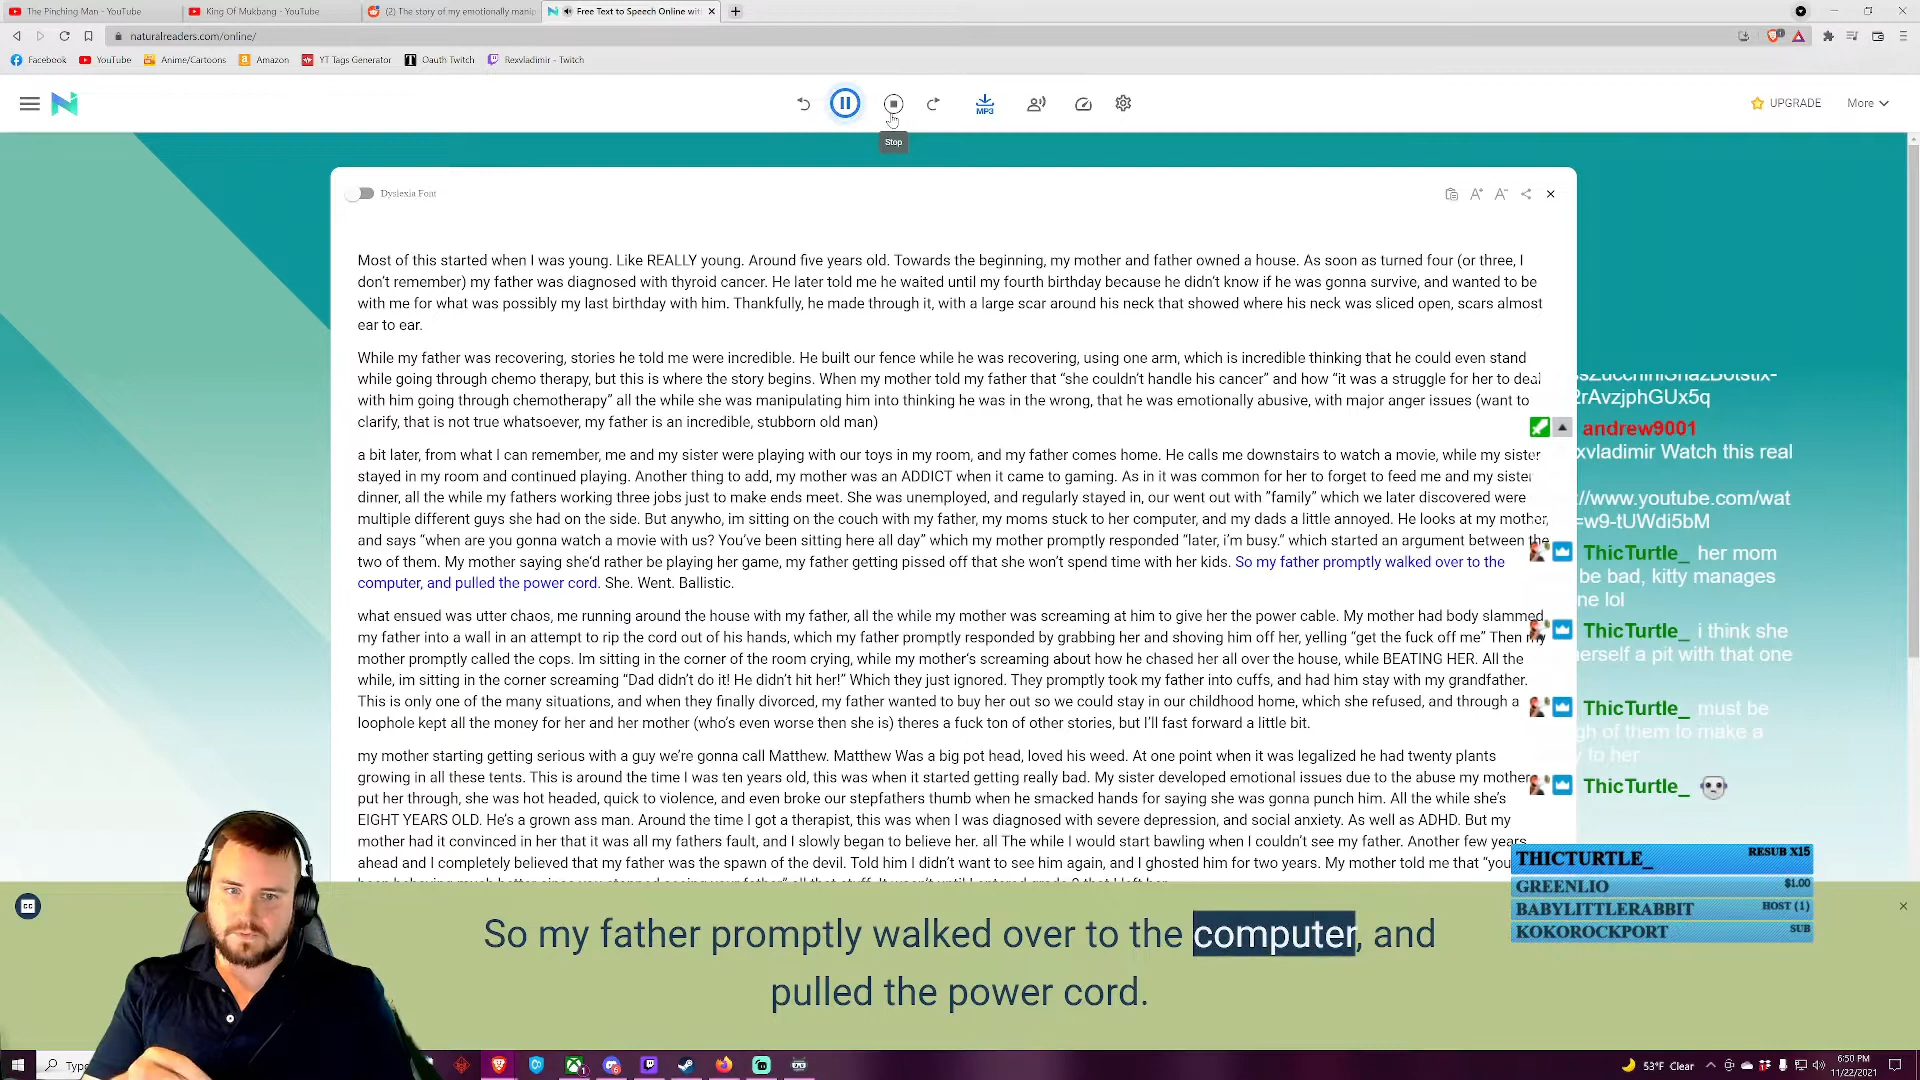 The Pinching Man - YouTube
King Of Mukbang - YouTube
(2) The story of my emotionally mani
Free Text to Speech Online wit
naturalreaders.com/online/
Facebook
YouTube
Anime/Cartoons
Amazon
YT Tags Generator
Oauth Twitch
Rexvladimir - Twitch
MP3
UPGRADE
More
Stop
Dyslexia Font
Most of this started when I was young. Like REALLY young. Around five years old. Towards the beginning, my mother and father owned a house. As soon as turned four (or three, I
don't remember) my father was diagnosed with thyroid cancer. He later told me he waited until my fourth birthday because he didn't know if he was gonna survive, and wanted to be
with me for what was possibly my last birthday with him. Thankfully, he made through it, with a large scar around his neck that showed where his neck was sliced open, scars almost
ear to ear.
While my father was recovering, stories he told me were incredible. He built our fence while he was recovering, using one arm, which is incredible thinking that he could even stand
while going through chemo therapy, but this is where the story begins. When my mother told my father that “she couldn't handle his cancer” and how “it was a struggle for her to deal
with him going through chemotherapy” all the while she was manipulating him into thinking he was in the wrong, that he was emotionally abusive, with major anger issues (want to
clarify, that is not true whatsoever, my father is an incredible, stubborn old man)
a bit later, from what I can remember, me and my sister were playing with our toys in my room, and my father comes home. He calls me downstairs to watch a movie, while my sister
stayed in my room and continued playing. Another thing to add, my mother was an ADDICT when it came to gaming. As in it was common for her to forget to feed me and my sister
dinner, all the while my fathers working three jobs just to make ends meet. She was unemployed, and regularly stayed in, our went out with “family” which we later discovered were
multiple different guys she had on the side. But anywho, im sitting on the couch with my father, my moms stuck to her computer, and my dads a little annoyed. He looks at my mother,
and says “when are you gonna watch a movie with us? You've been sitting here all day” which my mother promptly responded “later, i'm busy.” which started an argument between the
two of them. My mother saying she'd rather be playing her game, my father getting pissed off that she won't spend time with her kids. So my father promptly walked over to the
computer, and pulled the power cord. She. Went. Ballistic.
what ensued was utter chaos, me running around the house with my father, all the while my mother was screaming at him to give her the power cable. My mother had body slammed
my father into a wall in an attempt to rip the cord out of his hands, which my father promptly responded by grabbing her and shoving him off her, yelling “get the fuck off me” Then my
mother promptly called the cops. Im sitting in the corner of the room crying, while my mother's screaming about how he chased her all over the house, while BEATING HER. All the
while, im sitting in the corner screaming “Dad didn't do it! He didn't hit her!” Which they just ignored. They promptly took my father into cuffs, and had him stay with my grandfather.
This is only one of the many situations, and when they finally divorced, my father wanted to buy her out so we could stay in our childhood home, which she refused, and through a
loophole kept all the money for her and her mother (who's even worse then she is) theres a fuck ton of other stories, but I'll fast forward a little bit.
my mother starting getting serious with a guy we're gonna call Matthew. Matthew Was a big pot head, loved his weed. At one point when it was legalized he had twenty plants
growing in all these tents. This is around the time I was ten years old, this was when it started getting really bad. My sister developed emotional issues due to the abuse my mother
put her through, she was hot headed, quick to violence, and even broke our stepfathers thumb when he smacked hands for saying she was gonna punch him. All the while she's
EIGHT YEARS OLD. He's a grown ass man. Around the time I got a therapist, this was when I was diagnosed with severe depression, and social anxiety. As well as ADHD. But my
mother had it convinced in her that it was all my fathers fault, and I slowly began to believe her. all The while I would start bawling when I couldn't see my father. Another few years
ahead and I completely believed that my father was the spawn of the devil. Told him I didn't want to see him again, and I ghosted him for two years. My mother told me that “you
2rAvzjphGUx5q
andrew9001
xvladimir Watch this real
://www.youtube.com/wat
=w9-tUWdi5bM
ThicTurtle_ her mom
be bad, kitty manages
ne lol
ThicTurtle_ i think she
herself a pit with that one
ThicTurtle_ must be
gh of them to make a
y to her
ThicTurtle_
THICTURTLE_ RESUB X15
GREENLIO $1.00
BABYLITTLERABBIT HOST (1)
KOKOROCKPORT SUB
So my father promptly walked over to the computer, and
pulled the power cord.
Type
53°F Clear
6:50 PM
11/22/2021